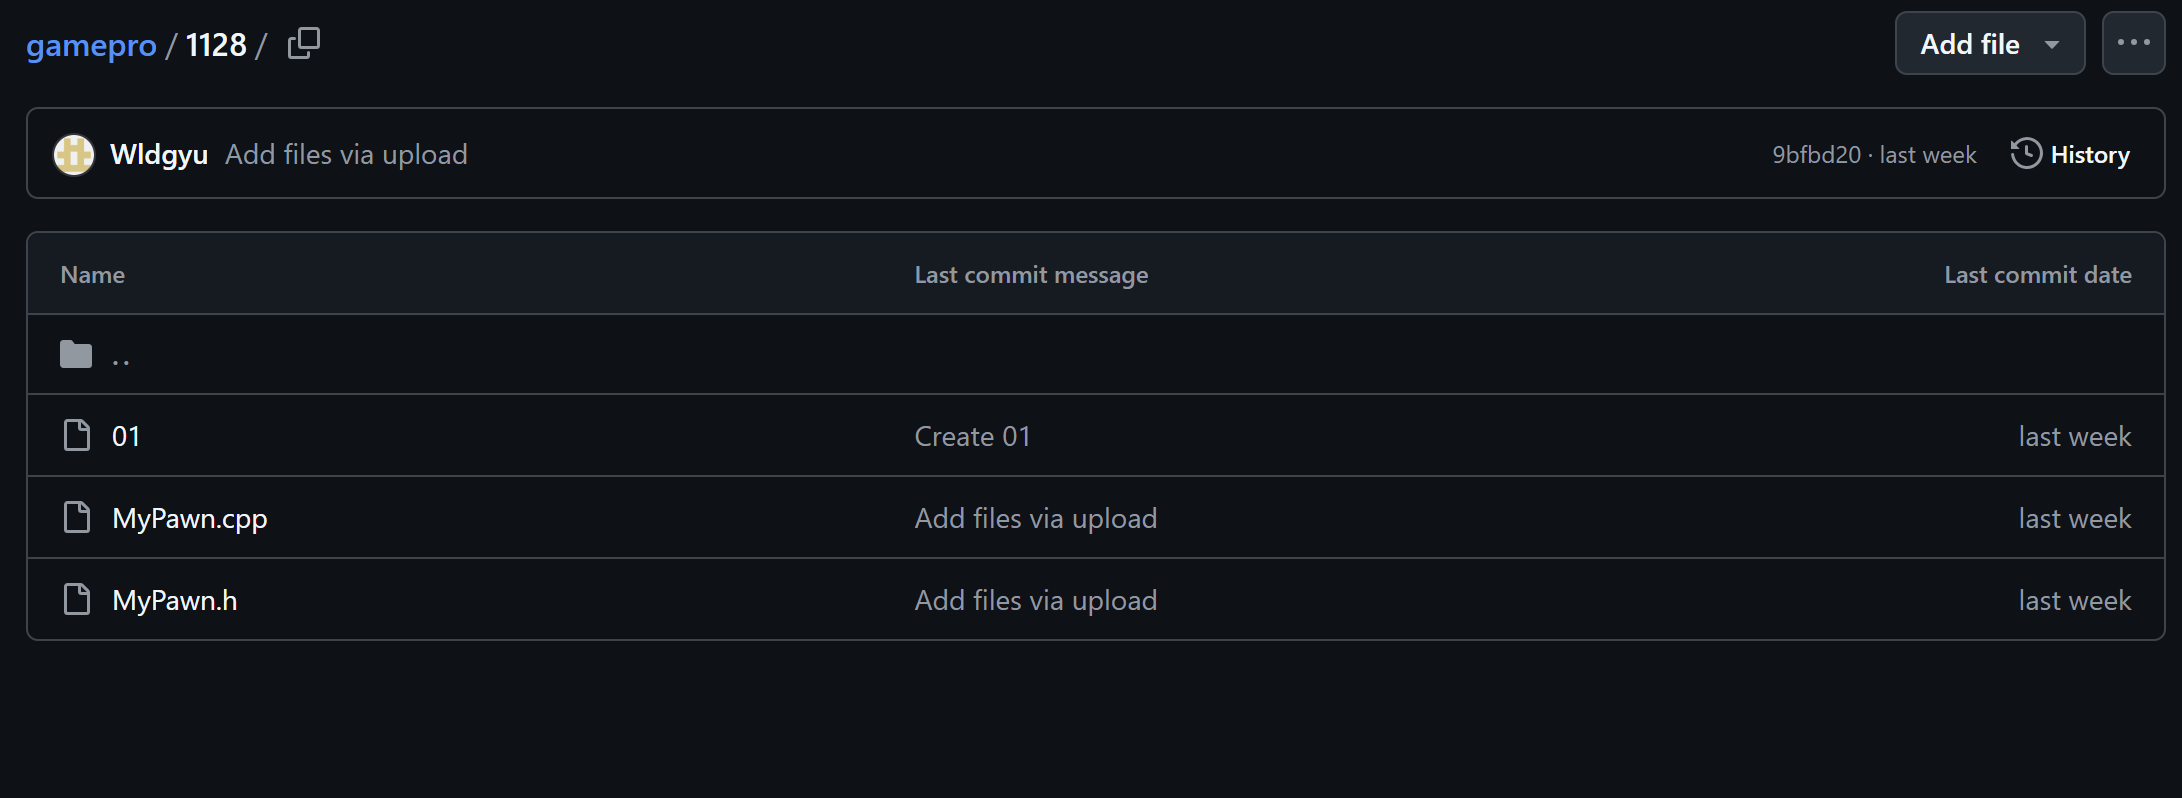 gamepro / 1128 /
Add file
Wldgyu Add files via upload
9bfbd20 · last week
History
Name Last commit message Last commit date
..
01 Create 01 last week
MyPawn.cpp Add files via upload last week
MyPawn.h Add files via upload last week